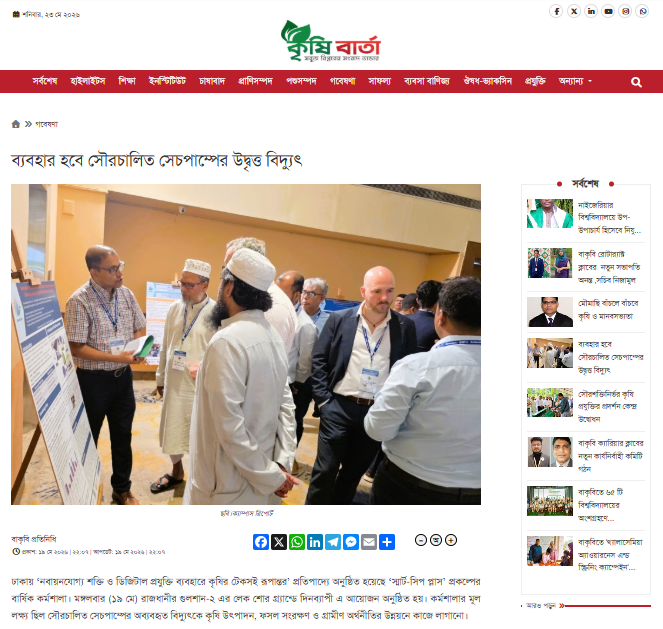 শনিবার, ২৩ মে ২০২৬
কৃষি বার্তা
সবুজ বিপ্লবের সংবাদ ভান্ডার
সর্বশেষ হাইলাইটস শিক্ষা ইনস্টিটিউট চাষাবাদ প্রাণিসম্পদ পশুসম্পদ গবেষণা সাফল্য ব্যবসা বাণিজ্য ঔষধ-ভ্যাকসিন প্রযুক্তি অন্যান্য
গবেষণা
ব্যবহার হবে সৌরচালিত সেচপাম্পের উদ্বৃত্ত বিদ্যুৎ
ছবি :ক্যাম্পাস রিপোর্ট
বাকৃবি প্রতিনিধি
প্রকাশ: ১৯ মে ২০২৬ | ২২:০৭ | আপডেট: ১৯ মে ২০২৬ | ২২:০৭
ঢাকায় ‘নবায়নযোগ্য শক্তি ও ডিজিটাল প্রযুক্তি ব্যবহারে কৃষির টেকসই রূপান্তর’ প্রতিপাদ্যে অনুষ্ঠিত হয়েছে ‘স্মার্ট-সিপ প্লাস’ প্রকল্পের
বার্ষিক কর্মশালা। মঙ্গলবার (১৯ মে) রাজধানীর গুলশান-২ এর লেক শোর গ্র্যান্ডে দিনব্যাপী এ আয়োজন অনুষ্ঠিত হয়। কর্মশালার মূল
লক্ষ্য ছিল সৌরচালিত সেচপাম্পের অব্যবহৃত বিদ্যুৎকে কৃষি উৎপাদন, ফসল সংরক্ষণ ও গ্রামীণ অর্থনীতির উন্নয়নে কাজে লাগানো।
সর্বশেষ
নাইজেরিয়ার
বিশ্ববিদ্যালয়ে উপ-
উপাচার্য হিসেবে নিযু...
বাকৃবি রোটার‍্যাক্ট
ক্লাবের নতুন সভাপতি
অনন্ত ,সচিব নিজামুল
মৌমাছি বাঁচলে বাঁচবে
কৃষি ও মানবসভ্যতা
ব্যবহার হবে
সৌরচালিত সেচপাম্পের
উদ্বৃত্ত বিদ্যুৎ
সৌরশক্তিনির্ভর কৃষি
প্রযুক্তির প্রদর্শন কেন্দ্র
উদ্বোধন
বাকৃবি ক্যারিয়ার ক্লাবের
নতুন কার্যনির্বাহী কমিটি
গঠন
বাকৃবিতে ৬৫ টি
বিশ্ববিদ্যালয়ের
অংশগ্রহণে...
বাকৃবিতে 'থ্যালাসেমিয়া
অ্যাওয়ারনেস এন্ড
স্ক্রিনিং ক্যাম্পেইন'...
আরও পড়ুন